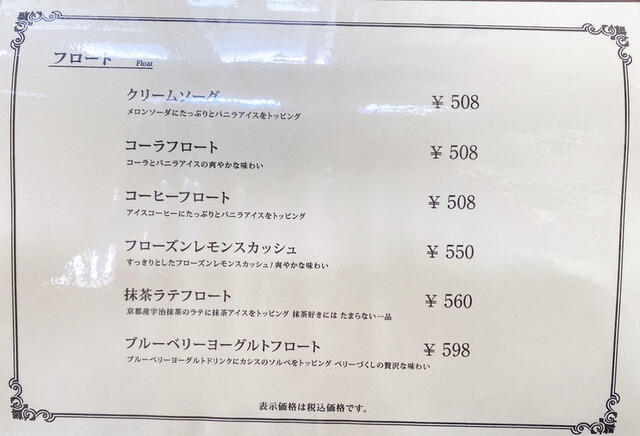 フロート Float
クリームソーダ ¥ 508
メロンソーダにたっぷりとバニラアイスをトッピング
コーラフロート ¥ 508
コーラとバニラアイスの爽やかな味わい
コーヒーフロート ¥ 508
アイスコーヒーにたっぷりとバニラアイスをトッピング
フローズンレモンスカッシュ ¥ 550
すっきりとしたフローズンレモンスカッシュ!爽やかな味わい
抹茶ラテフロート ¥ 560
京都産宇治抹茶のラテに抹茶アイスをトッピング 抹茶好きには たまらない一品
ブルーベリーヨーグルトフロート ¥ 598
ブルーベリーヨーグルトドリンクにカシスのソルベをトッピング ベリーづくしの贅沢な味わい
表示価格は税込価格です。